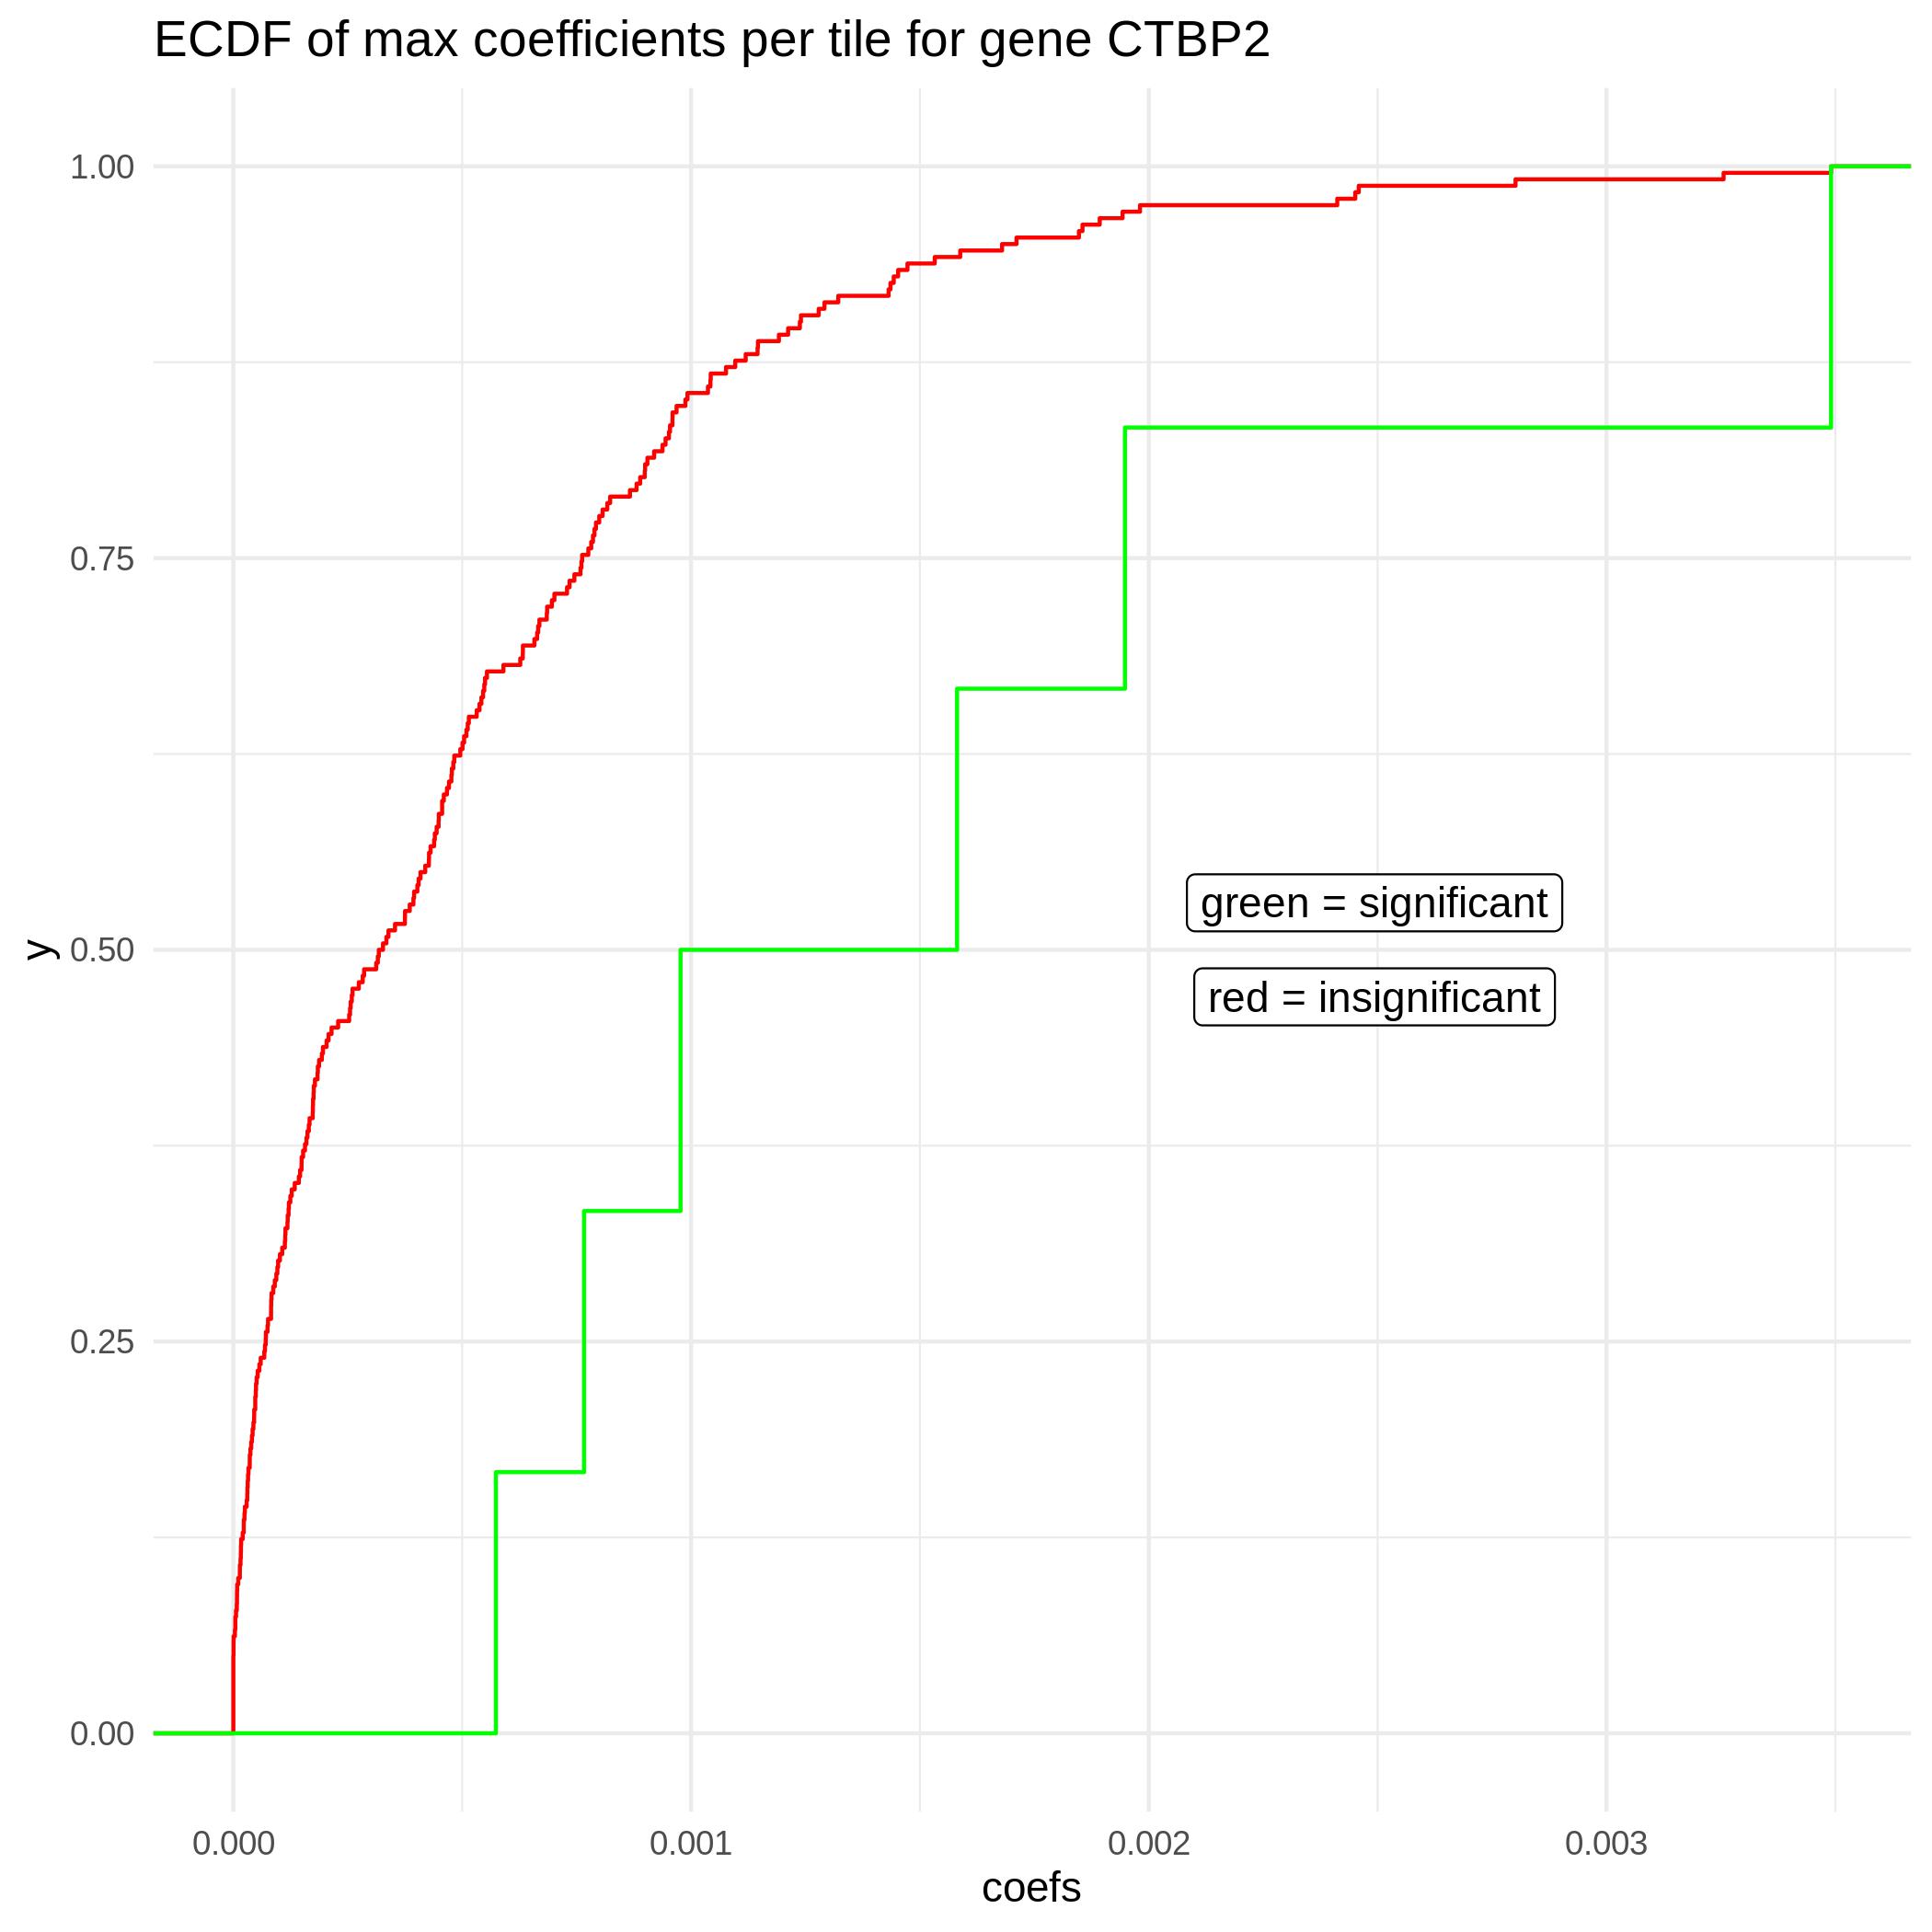 ECDF of max coefficients per tile for gene CTBP2
1.00
0.75
0.50
0.25
0.00
y
green = significant
red = insignificant
0.000 0.001 0.002 0.003
coefs